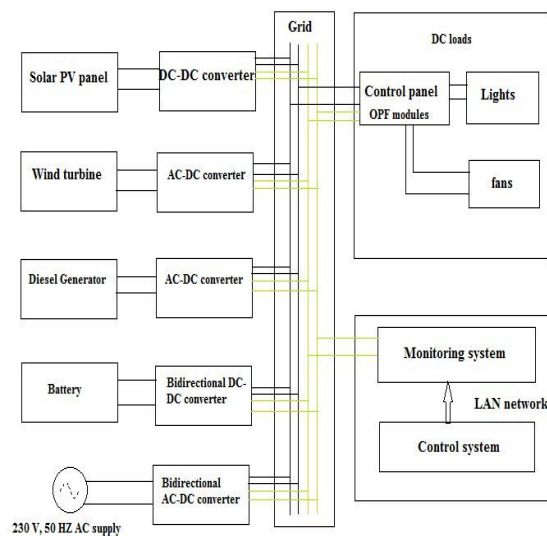 Grid
DC loads
Solar PV panel
DC-DC converter
Control panel
OPF modules
Lights
Wind turbine
AC-DC converter
fans
Diesel Generator
AC-DC converter
Monitoring system
Battery
Bidirectional DC-
DC converter
LAN network
Control system
Bidirectional
AC-DC converter
230 V, 50 HZ AC supply